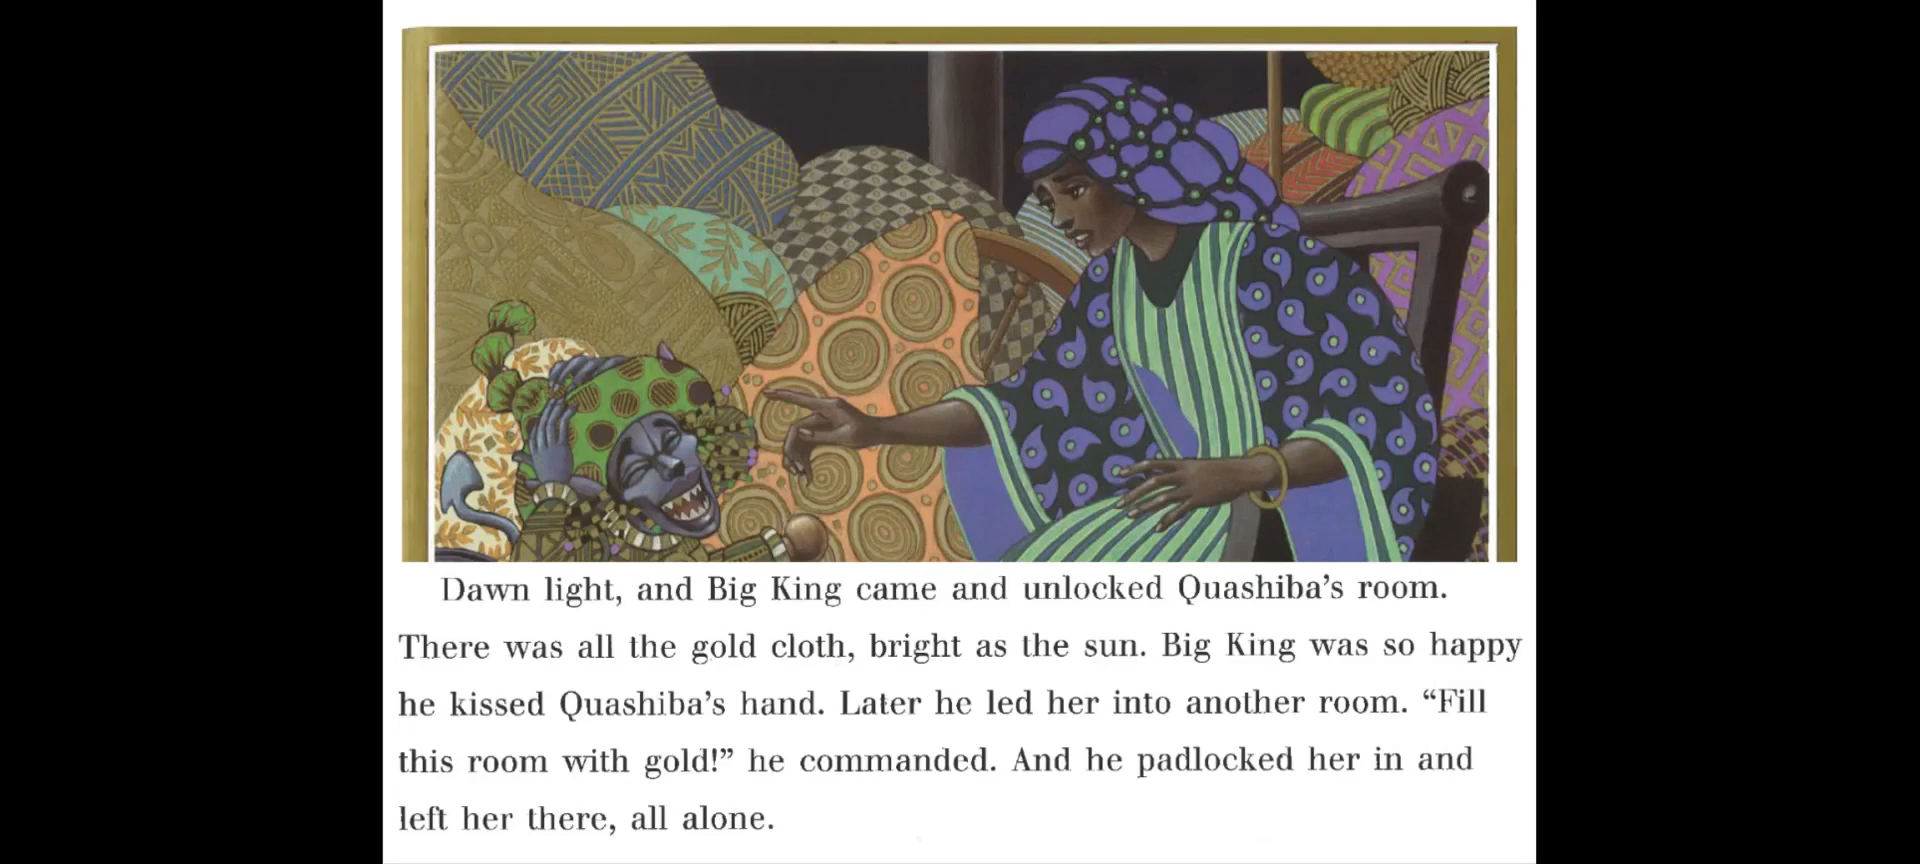 Dawn light, and Big King came and unlocked Quashiba’s room.
There was all the gold cloth, bright as the sun. Big King was so happy
he kissed Quashiba’s hand. Later he led her into another room. “Fill
this room with gold!” he commanded. And he padlocked her in and
left her there, all alone.